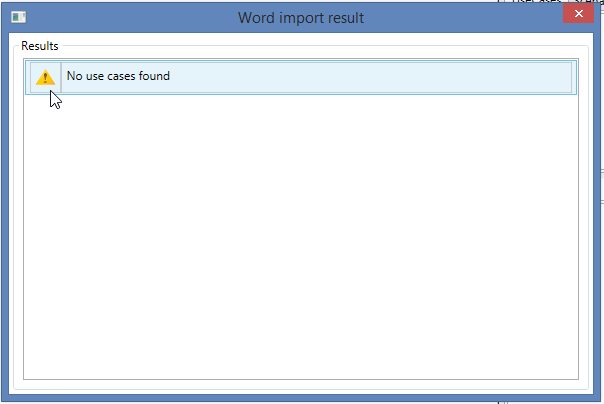 Word import result
Results
No use cases found